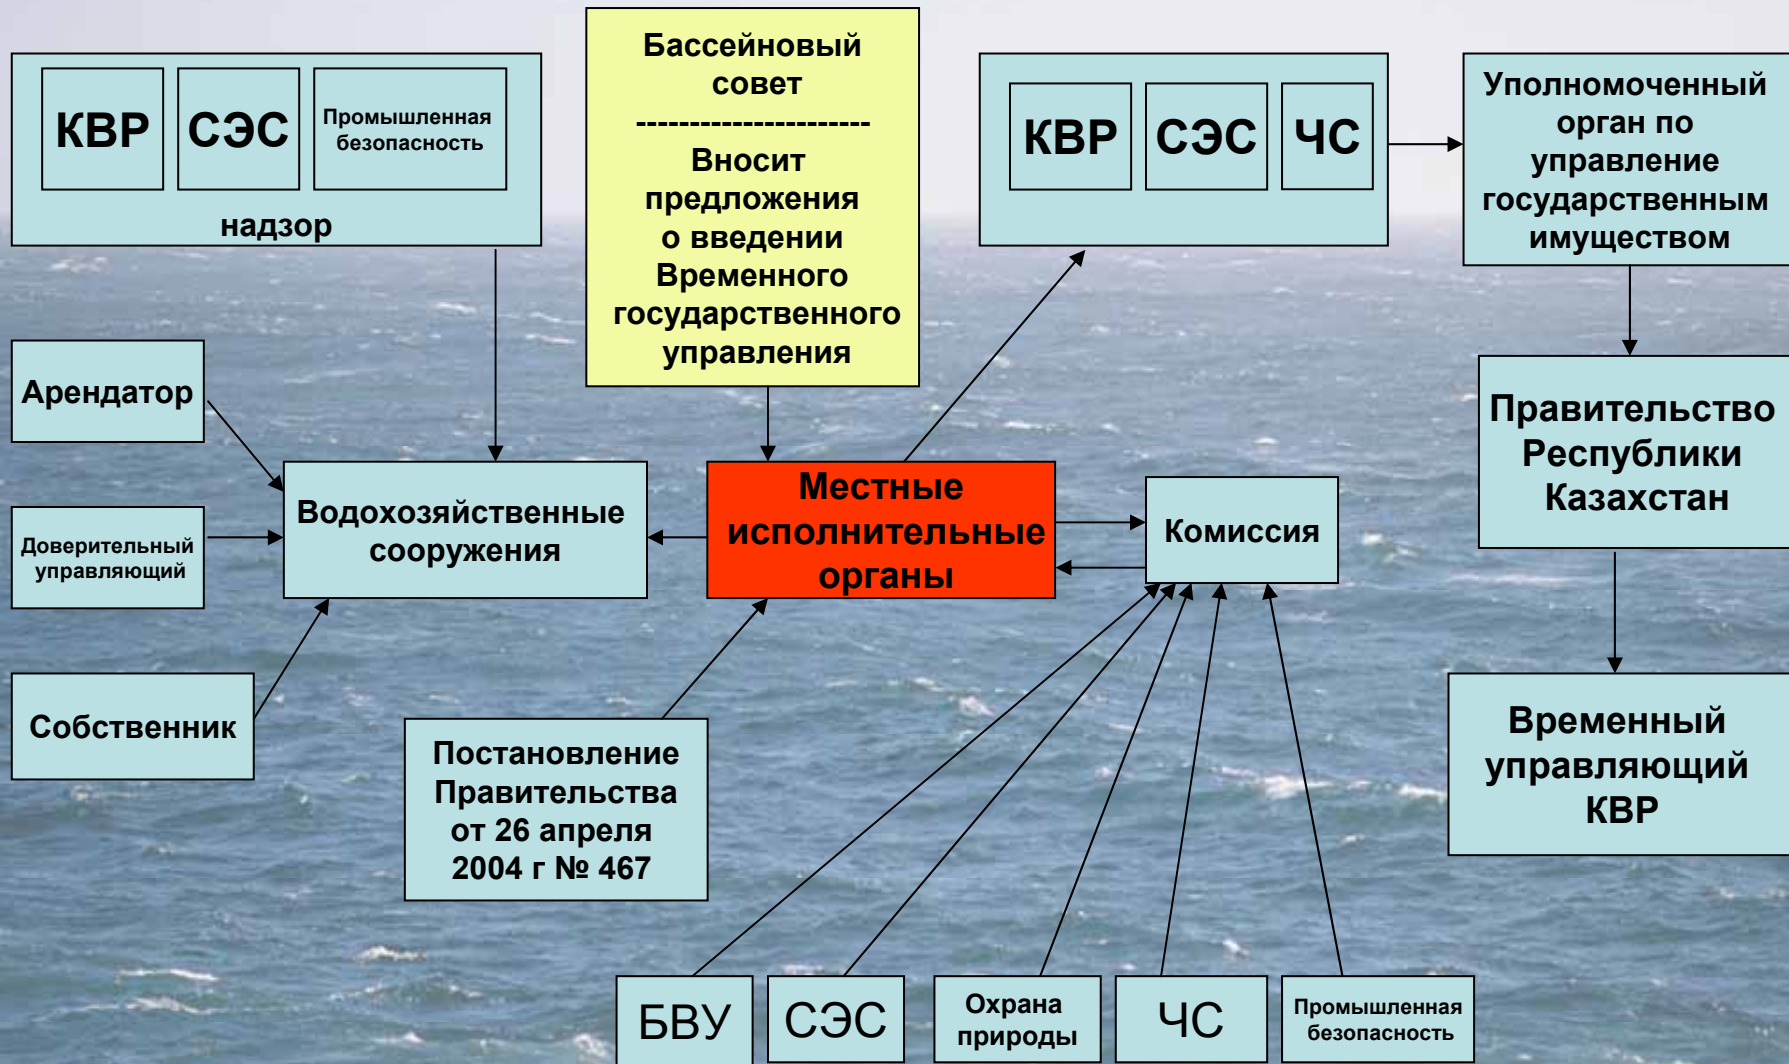 КВР
СЭС
Промышленная
безопасность
надзор
Бассейновый
совет
----------------------
Вносит
предложения
о введении
Временного
государственного
управления
КВР
СЭС
ЧС
Уполномоченный
орган по
управление
государственным
имуществом
Арендатор
Доверительный
управляющий
Собственник
Водохозяйственные
сооружения
Местные
исполнительные
органы
Комиссия
Правительство
Республики
Казахстан
Временный
управляющий
КВР
Постановление
Правительства
от 26 апреля
2004 г № 467
БВУ
СЭС
Охрана
природы
ЧС
Промышленная
безопасность